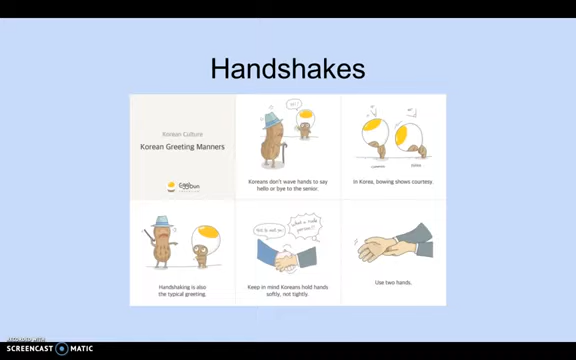 Handshakes
Korean Culture
Korean Greeting Manners
Koreans don't wave hands to say
hello or bye to the senior.
In Korea, bowing shows courtesy.
Handshaking is also
the typical greeting.
Keep in mind Koreans hold hands
softly, not tightly.
Use two hands.
RECORDED WITH
SCREENCAST MATIC